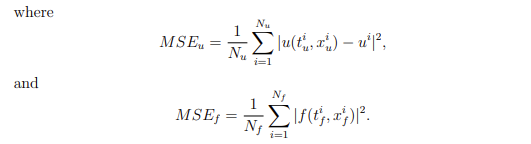 where
$$MSE_u = \frac{1}{N_u} \sum_{i=1}^{N_u} |u(t_u^i, x_u^i) - u^i|^2,$$
and
$$MSE_f = \frac{1}{N_f} \sum_{i=1}^{N_f} |f(t_f^i, x_f^i)|^2.$$